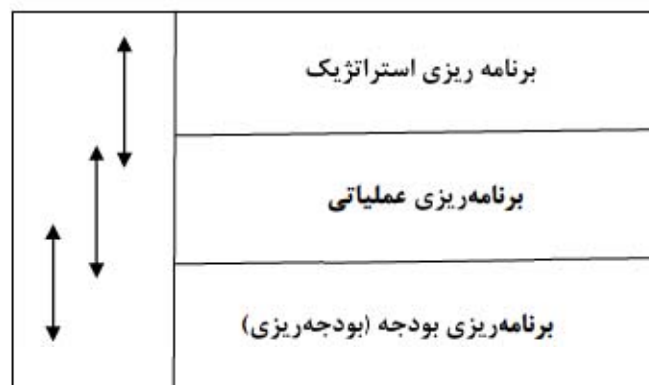 برنامه ریزی استراتژیک
برنامه‌ریزی عملیاتی
برنامه‌ریزی بودجه (بودجه‌ریزی)